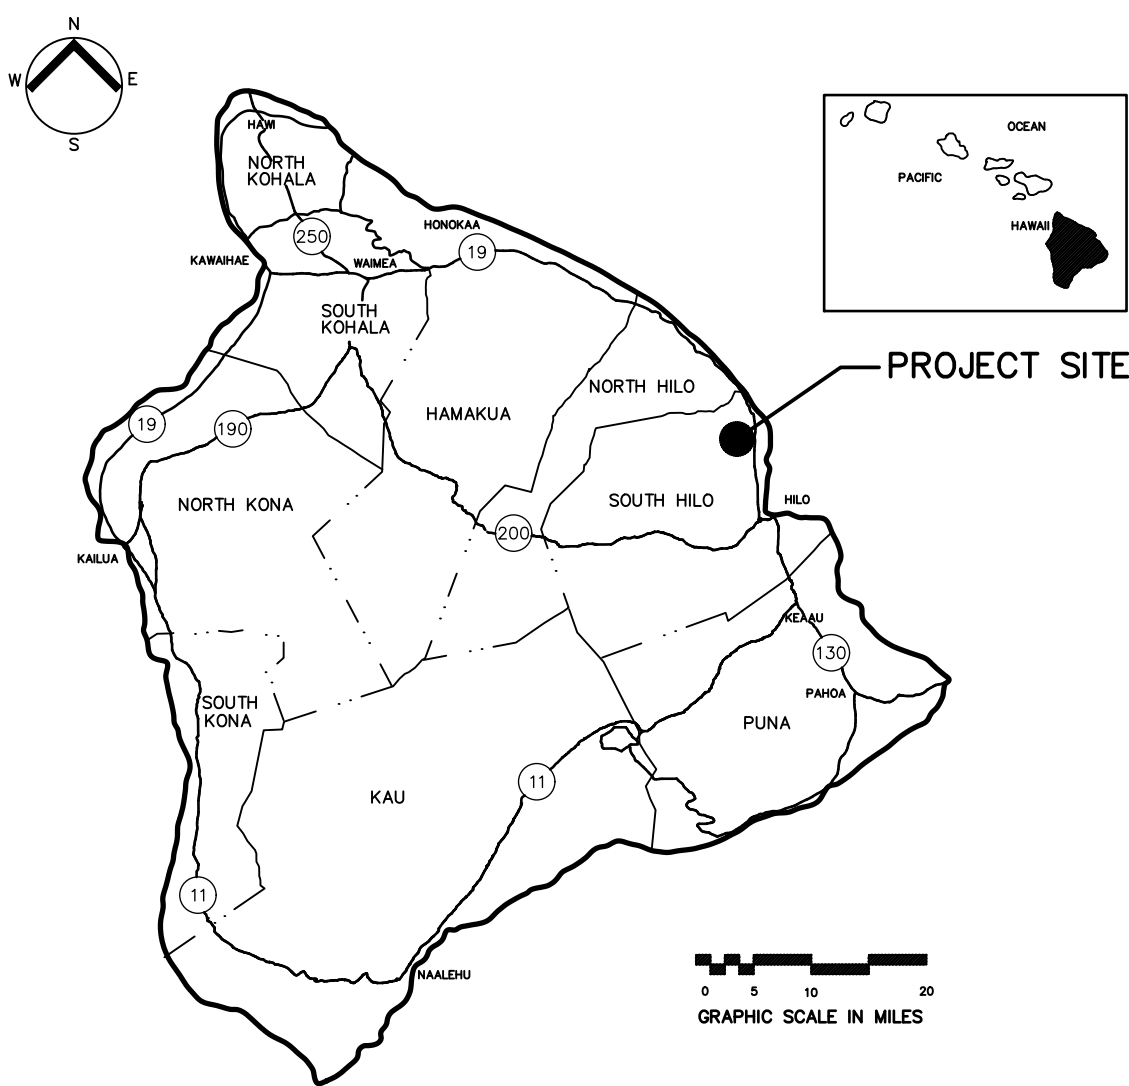 N
W
E
S
HAWI
NORTH
KOHALA
OCEAN
PACIFIC
HAWAII
HONOKAA
250
19
KAWAIHAE
WAIMEA
SOUTH
KOHALA
PROJECT SITE
NORTH HILO
HAMAKUA
19
190
NORTH KONA
SOUTH HILO
HILO
200
KAILUA
KEAAU
130
PAHOA
SOUTH
KONA
PUNA
KAU
11
11
NAALEHU
0
5
10
20
GRAPHIC SCALE IN MILES